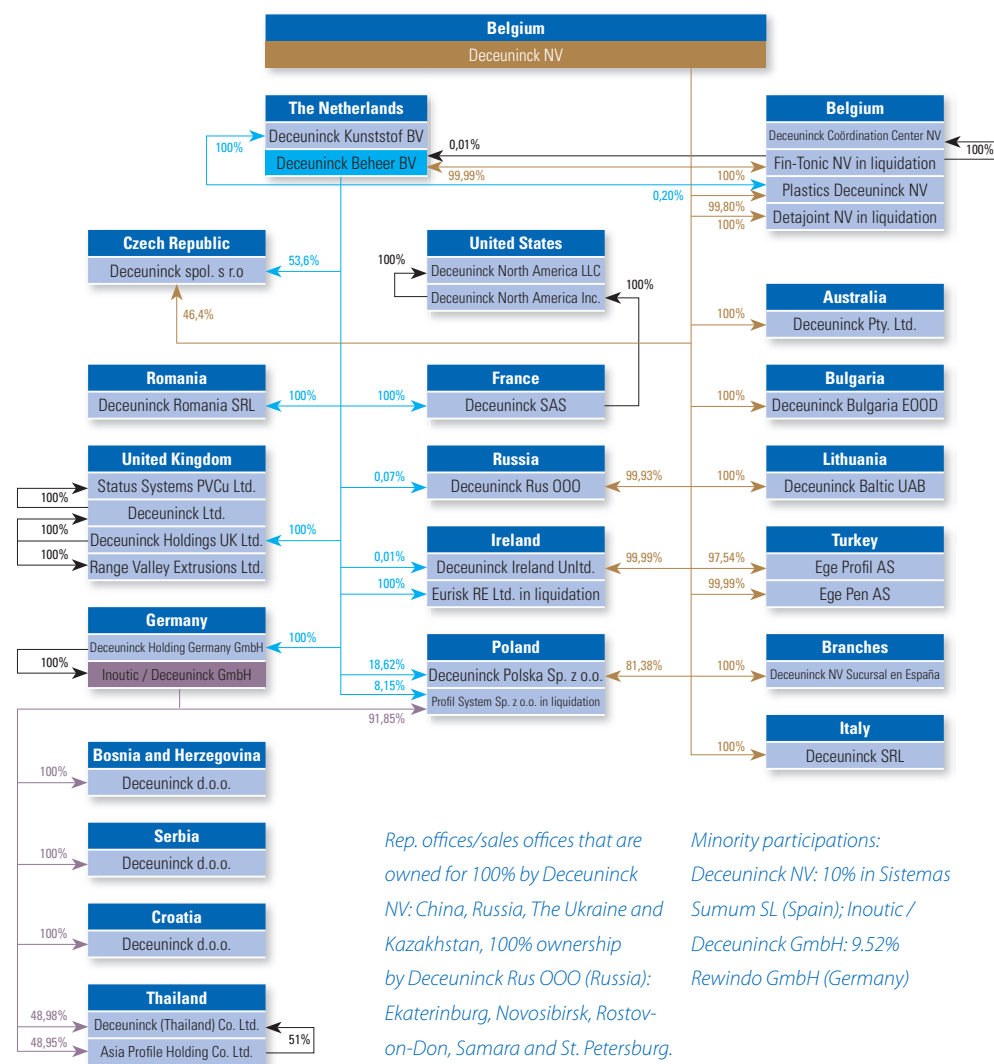 Belgium
Deceuninck NV
The Netherlands
Deceuninck Kunststof BV
Deceuninck Beheer BV
100%
0,01%
99,99%
Belgium
Deceuninck Coördination Center NV
Fin-Tonic NV in liquidation
Plastics Deceuninck NV
Detajoint NV in liquidation
100%
100%
0,20%
99,80%
100%
Czech Republic
Deceuninck spol. s r.o
53,6%
46,4%
United States
Deceuninck North America LLC
Deceuninck North America Inc.
100%
100%
Australia
Deceuninck Pty. Ltd.
100%
Romania
Deceuninck Romania SRL
100%
France
Deceuninck SAS
100%
Bulgaria
Deceuninck Bulgaria EOOD
100%
United Kingdom
Status Systems PVCu Ltd.
Deceuninck Ltd.
Deceuninck Holdings UK Ltd.
Range Valley Extrusions Ltd.
100%
100%
100%
100%
Russia
Deceuninck Rus OOO
0,07%
99,93%
Lithuania
Deceuninck Baltic UAB
100%
Ireland
Deceuninck Ireland Unltd.
Eurisk RE Ltd. in liquidation
0,01%
100%
99,99%
Turkey
Ege Profil AS
Ege Pen AS
97,54%
99,99%
Germany
Deceuninck Holding Germany GmbH
Inoutic / Deceuninck GmbH
100%
100%
Poland
Deceuninck Polska Sp. z o.o.
Profil System Sp. z o.o. in liquidation
18,62%
8,15%
91,85%
81,38%
Branches
Deceuninck NV Sucursal en España
100%
Italy
Deceuninck SRL
100%
Bosnia and Herzegovina
Deceuninck d.o.o.
100%
Serbia
Deceuninck d.o.o.
100%
Croatia
Deceuninck d.o.o.
100%
Thailand
Deceuninck (Thailand) Co. Ltd.
Asia Profile Holding Co. Ltd.
48,98%
48,95%
51%
Rep. offices/sales offices that are
owned for 100% by Deceuninck
NV: China, Russia, The Ukraine and
Kazakhstan, 100% ownership
by Deceuninck Rus OOO (Russia):
Ekaterinburg, Novosibirsk, Rostov-
on-Don, Samara and St. Petersburg.
Minority participations:
Deceuninck NV: 10% in Sistemas
Sumum SL (Spain); Inoutic /
Deceuninck GmbH: 9.52%
Rewindo GmbH (Germany)